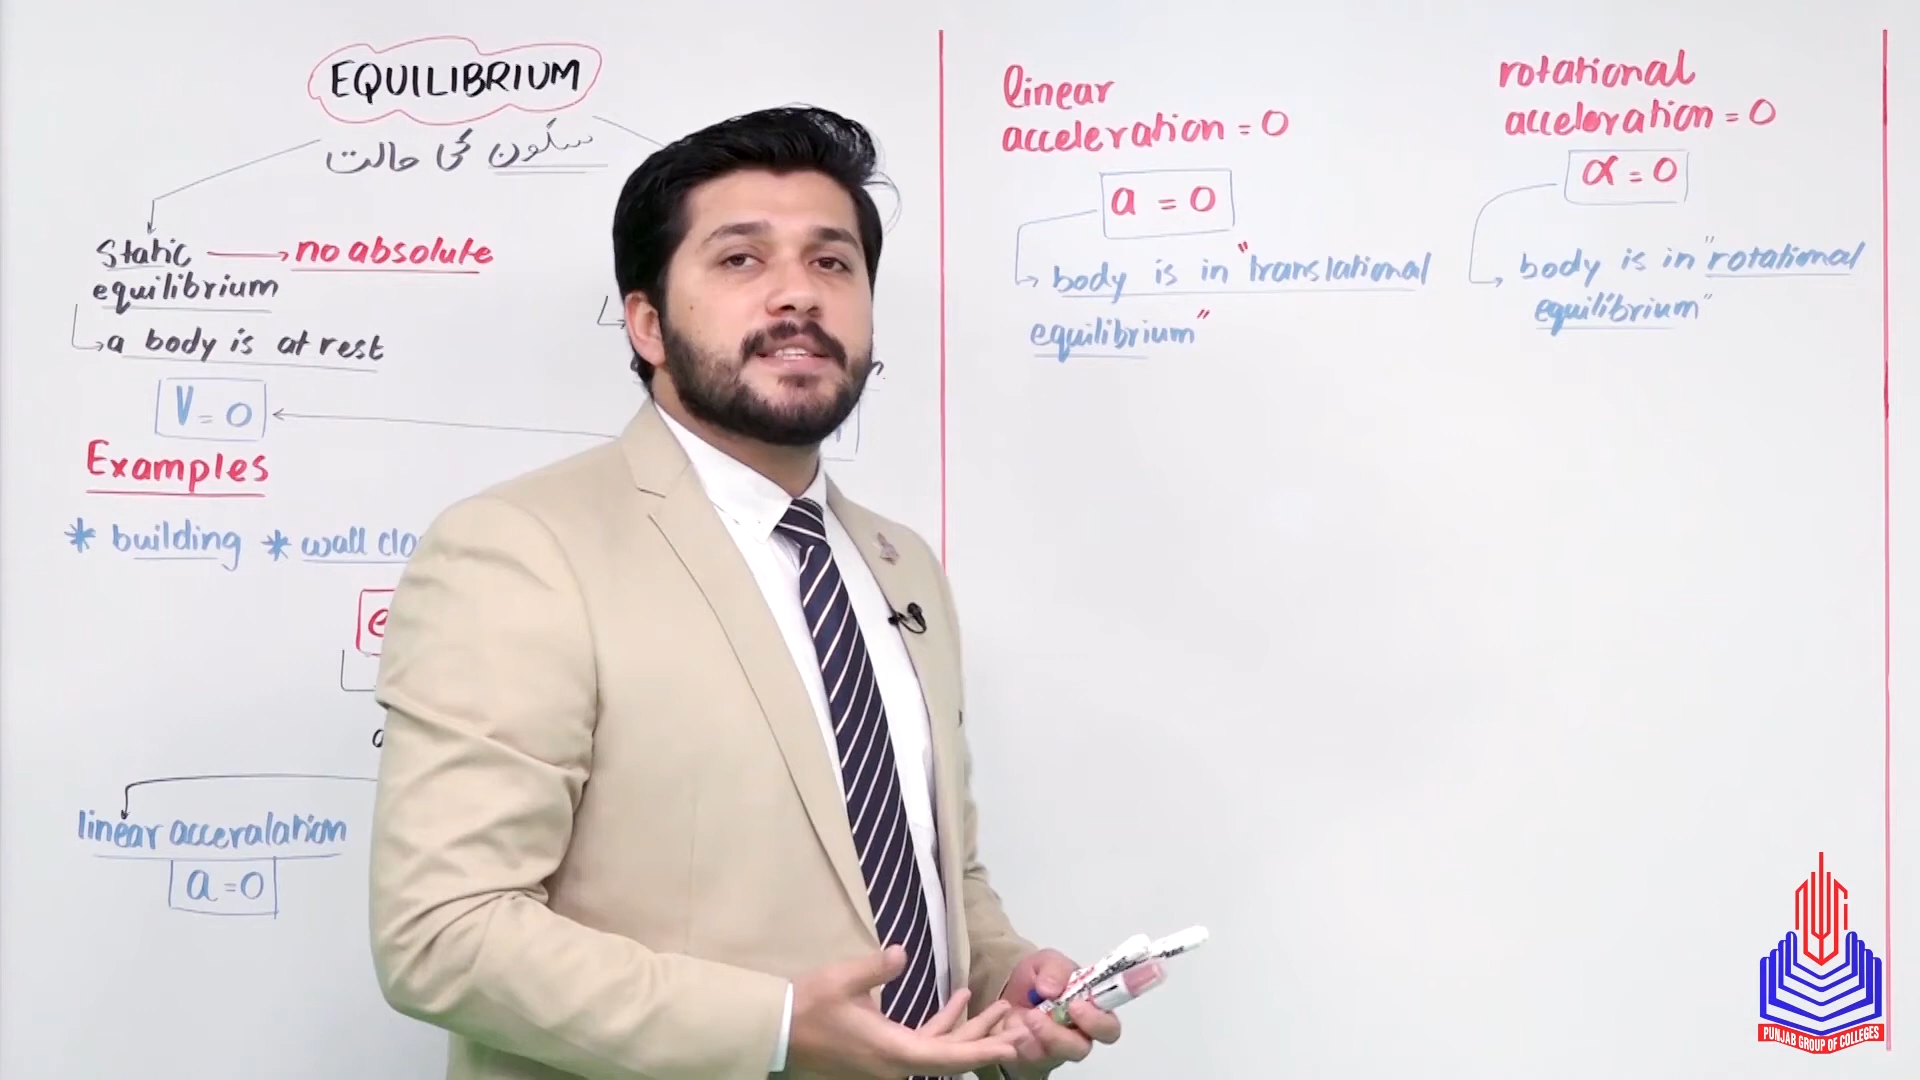 EQUILIBRIUM
سکون کی حالت
Static → no absolute
equilibrium
a body is at rest
V = 0
Examples
* building * wall clo
linear acceralation
a = 0
linear
acceleration = 0
a = 0
body is in "translational
equilibrium"
rotational
acceleration = 0
α = 0
body is in "rotational
equilibrium"
PUNJAB GROUP OF COLLEGES